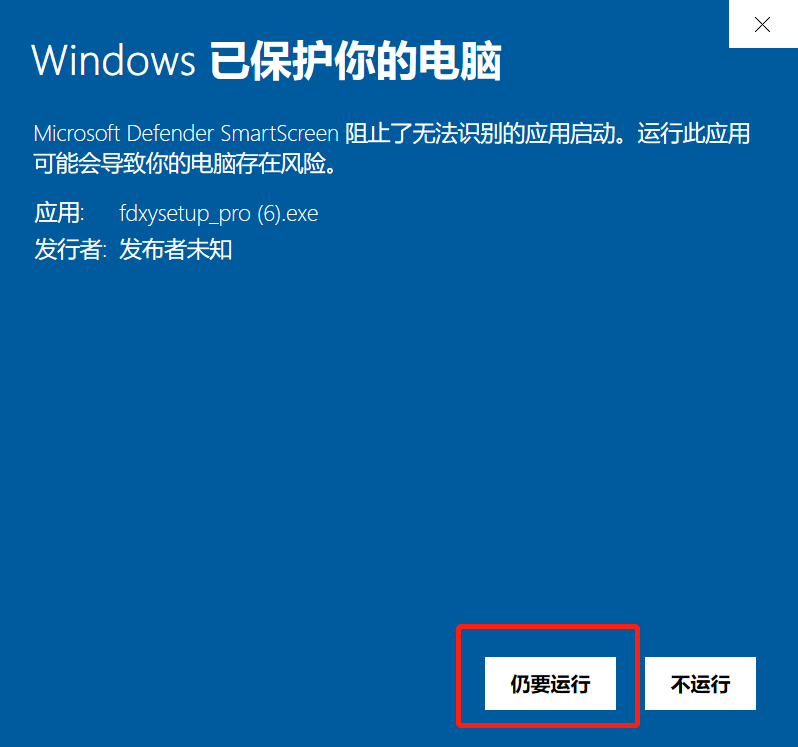 Windows 已保护你的电脑
Microsoft Defender SmartScreen 阻止了无法识别的应用启动。运行此应用
可能会导致你的电脑存在风险。
应用: fdxysetup_pro (6).exe
发行者: 发布者未知
仍要运行 不运行